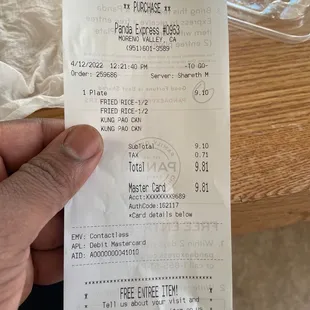 ** PURCHASE **
Panda Express #0963
MORENO VALLEY, CA
(951)601-3589
4/12/2022 12:21:40 PM -TO GO-
Order: 259686 Server: Shareth M
1 Plate 9.10
FRIED RICE-1/2
FRIED RICE-1/2
KUNG PAO CKN
KUNG PAO CKN
SubTotal 9.10
TAX 0.71
Total 9.81
Master Card 9.81
Acct:XXXXXXXX9689
AuthCode:162117
*Card details below
EMV: Contactless
APL: Debit Mastercard
AID: A0000000041010
FREE ENTREE ITEM!
Tell us about your visit and